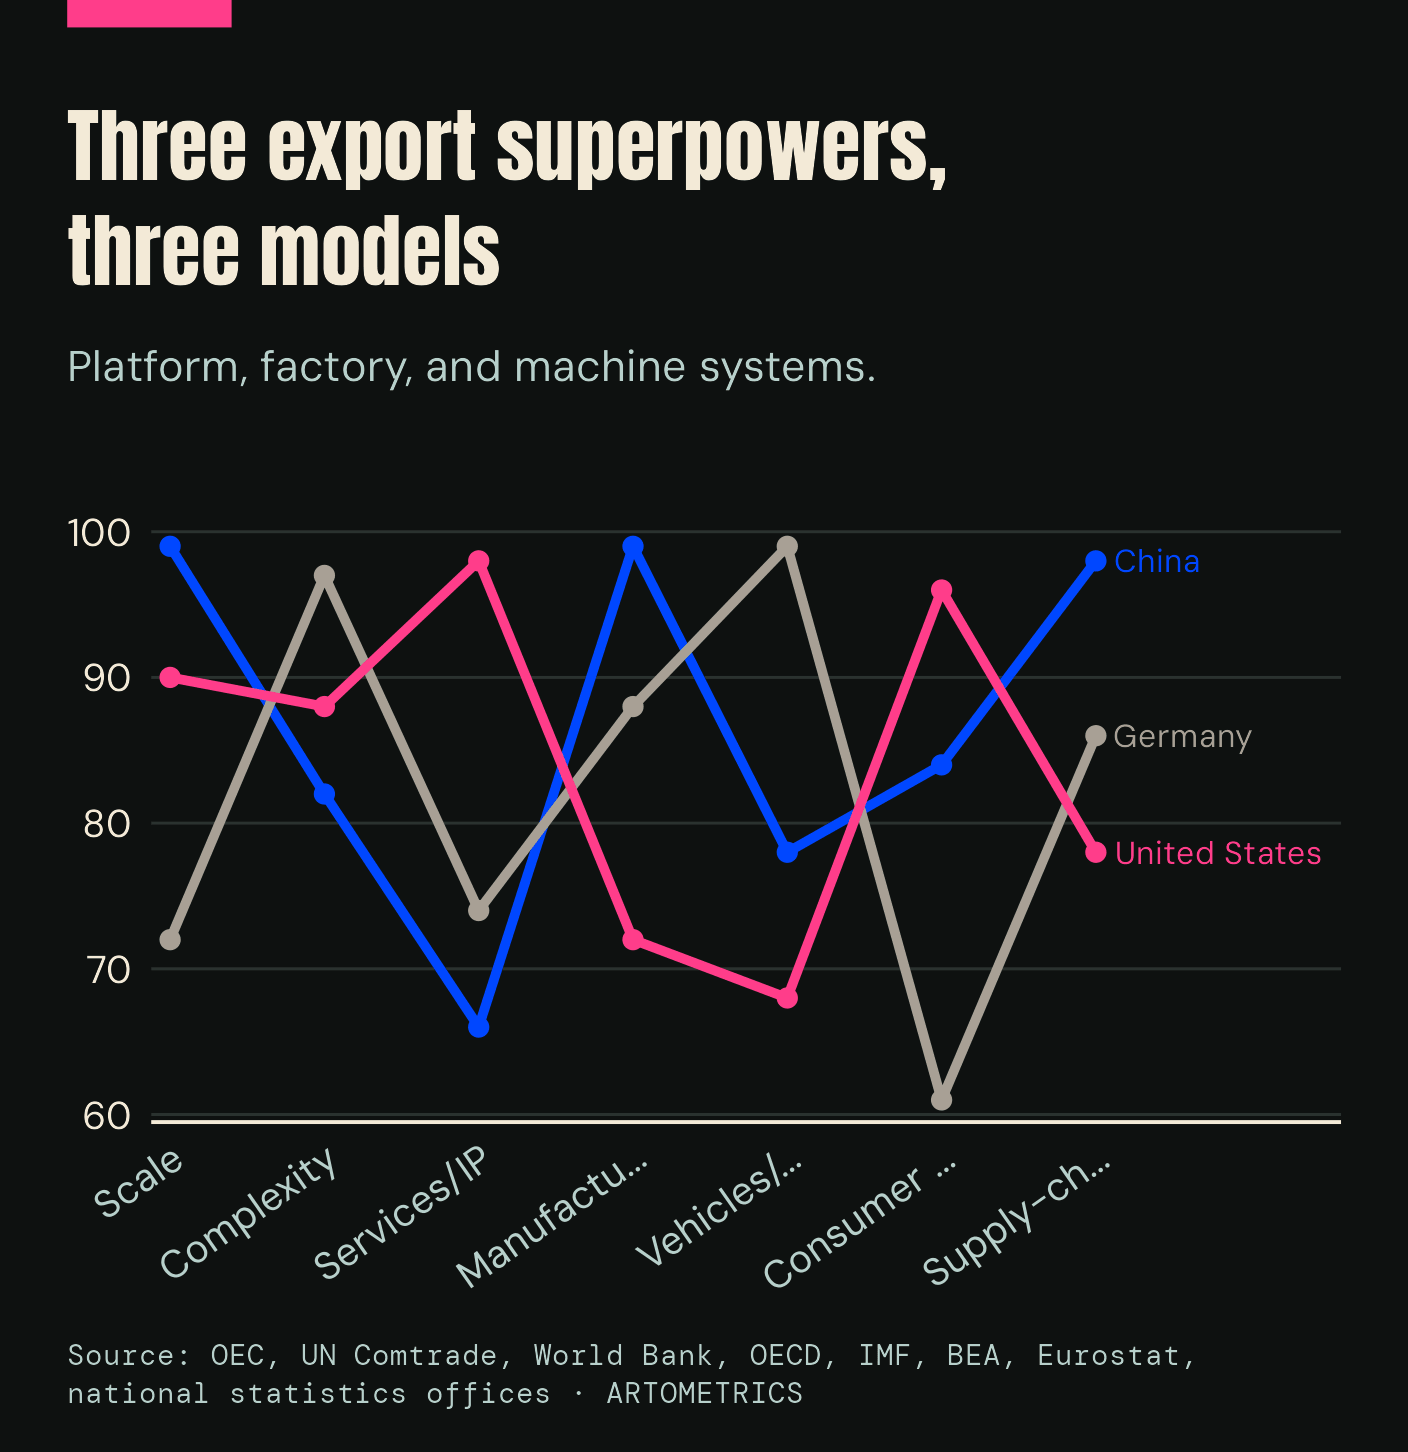 Three export superpowers,
three models
Platform, factory, and machine systems.
100
90
80
70
60
China
Germany
United States
Scale
Complexity
Services/IP
Manufactu...
Vehicles/...
Consumer ...
Supply-ch...
Source: OEC, UN Comtrade, World Bank, OECD, IMF, BEA, Eurostat,
national statistics offices · ARTOMETRICS